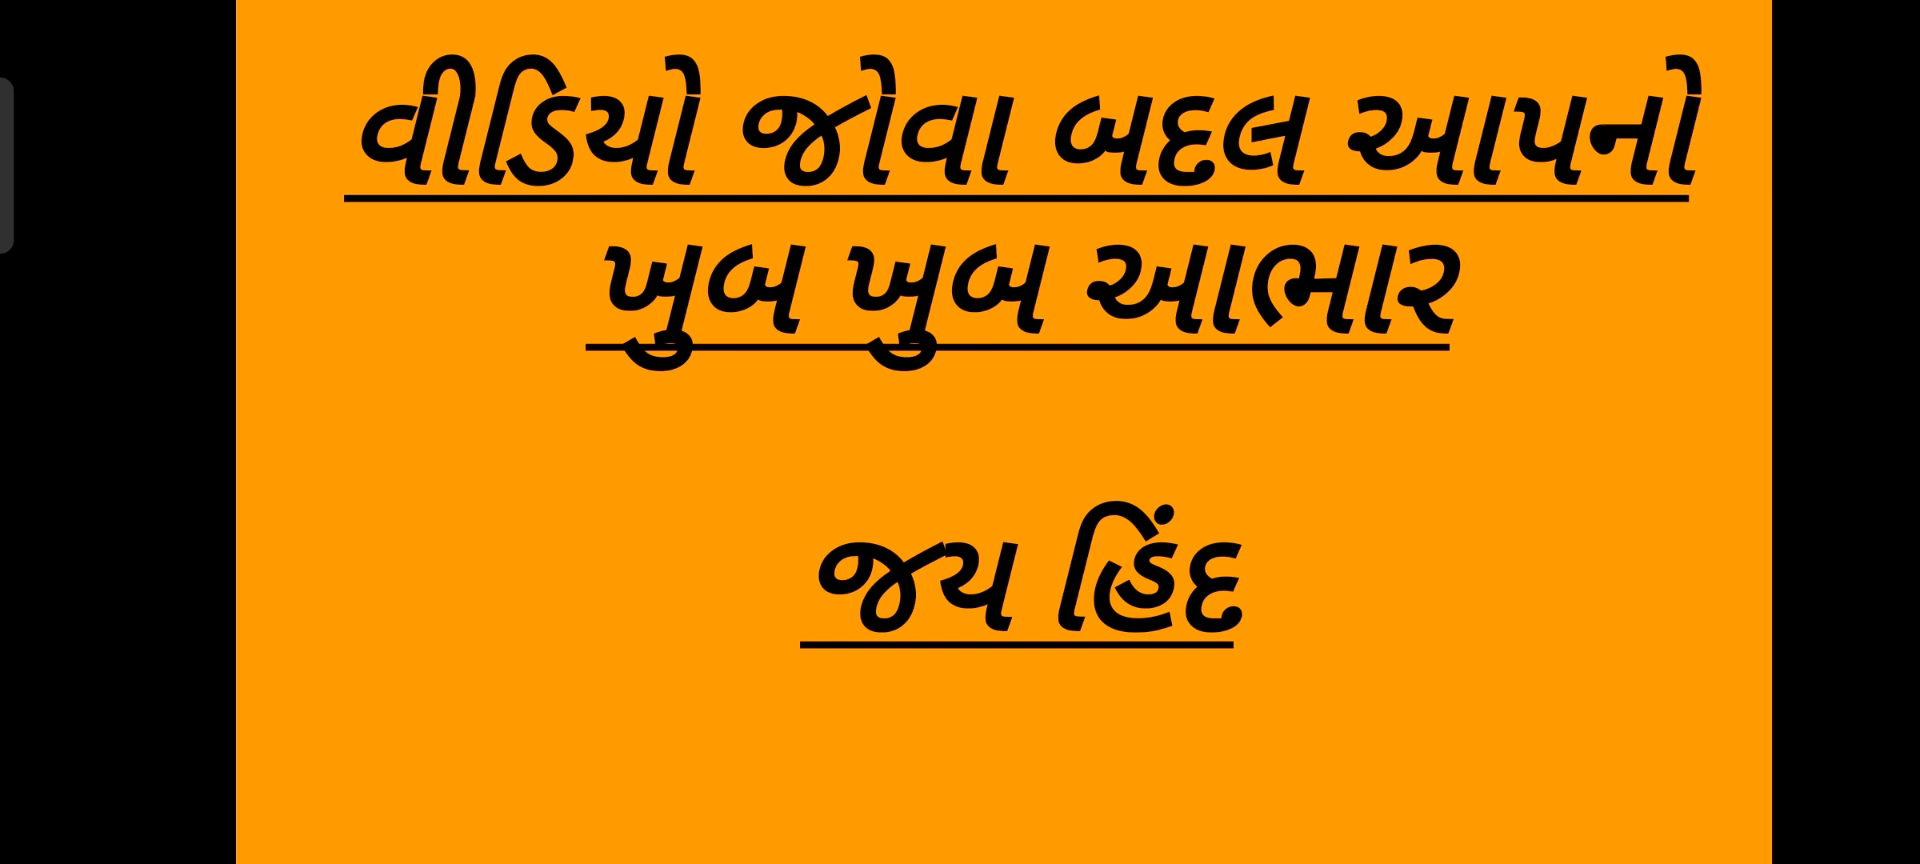 વીડિયો જોવા બદલ આપનો
ખુબ ખુબ આભાર
જય હિંદ